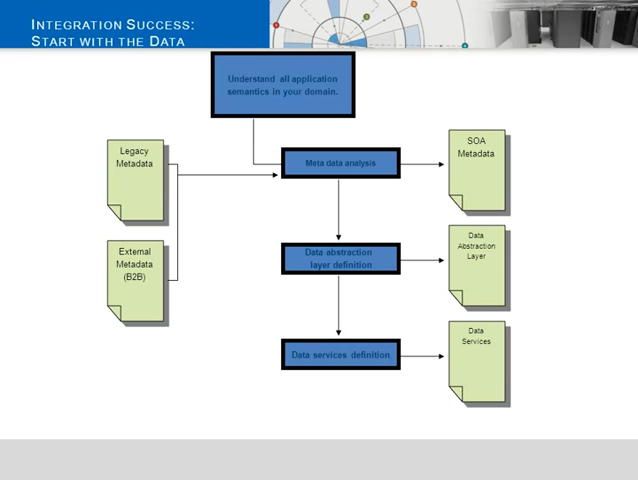 INTEGRATION SUCCESS:
START WITH THE DATA
Understand all application
semantics in your domain.
Legacy
Metadata
Meta data analysis
SOA
Metadata
External
Metadata
(B2B)
Data abstraction
layer definition
Data
Abstraction
Layer
Data services definition
Data
Services